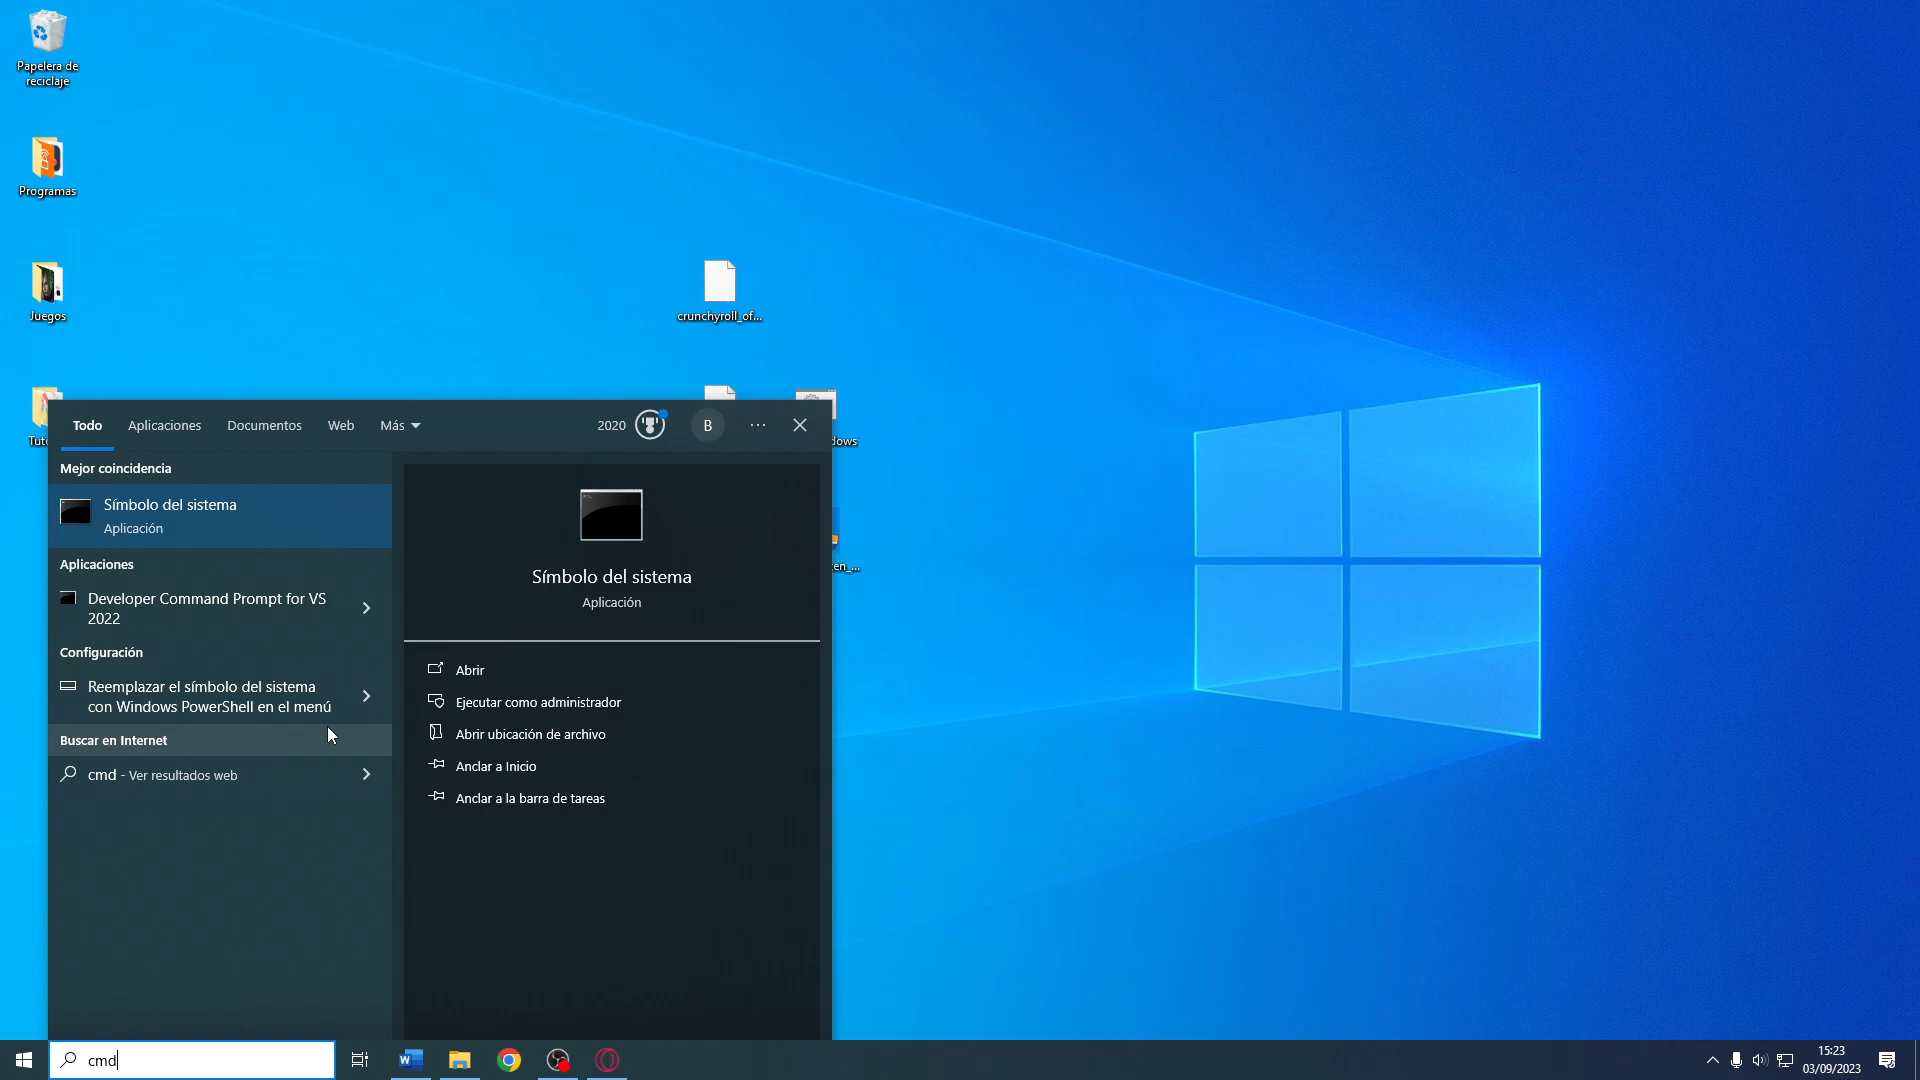 Papelera de
reciclaje
Programas
Juegos
crunchyroll_of...
Todo
Aplicaciones
Documentos
Web
Más
2020
B
Mejor coincidencia
Símbolo del sistema
Aplicación
Aplicaciones
Developer Command Prompt for VS
2022
Configuración
Reemplazar el símbolo del sistema
con Windows PowerShell en el menú
Buscar en Internet
cmd - Ver resultados web
Símbolo del sistema
Aplicación
Abrir
Ejecutar como administrador
Abrir ubicación de archivo
Anclar a Inicio
Anclar a la barra de tareas
cmd
15:23
03/09/2023